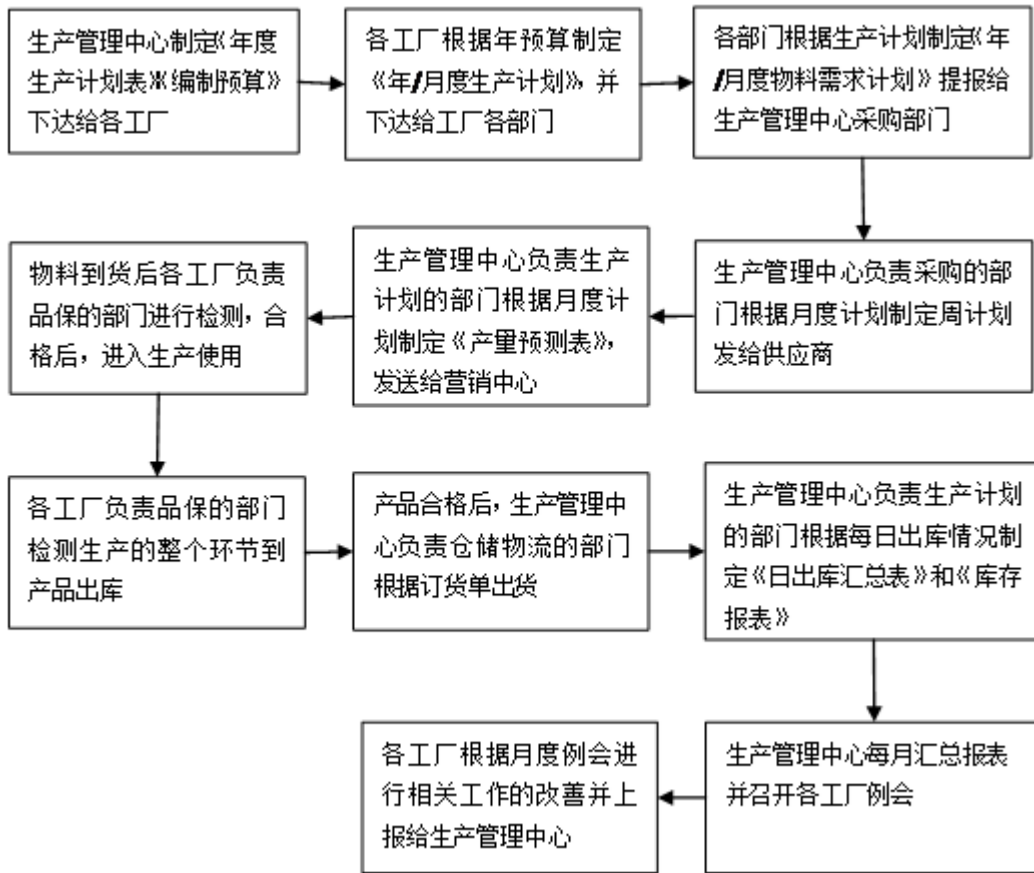 生产管理中心制定《年度
生产计划表》《编制预算》
下达给各工厂
各工厂根据年预算制定
《年/月度生产计划》，并
下达给工厂各部门
各部门根据生产计划制定《年
/月度物料需求计划》提报给
生产管理中心采购部门
生产管理中心负责采购的部
门根据月度计划制定周计划
发给供应商
生产管理中心负责生产
计划的部门根据月度计
划制定《产量预测表》，
发送给营销中心
物料到货后各工厂负责
品保的部门进行检测，合
格后，进入生产使用
各工厂负责品保的部门
检测生产的整个环节到
产品出库
产品合格后，生产管理中
心负责仓储物流的部门
根据订货单出货
生产管理中心负责生产计划
的部门根据每日出库情况制
定《日出库汇总表》和《库存
报表》
生产管理中心每月汇总报表
并召开各工厂例会
各工厂根据月度例会进
行相关工作的改善并上
报给生产管理中心